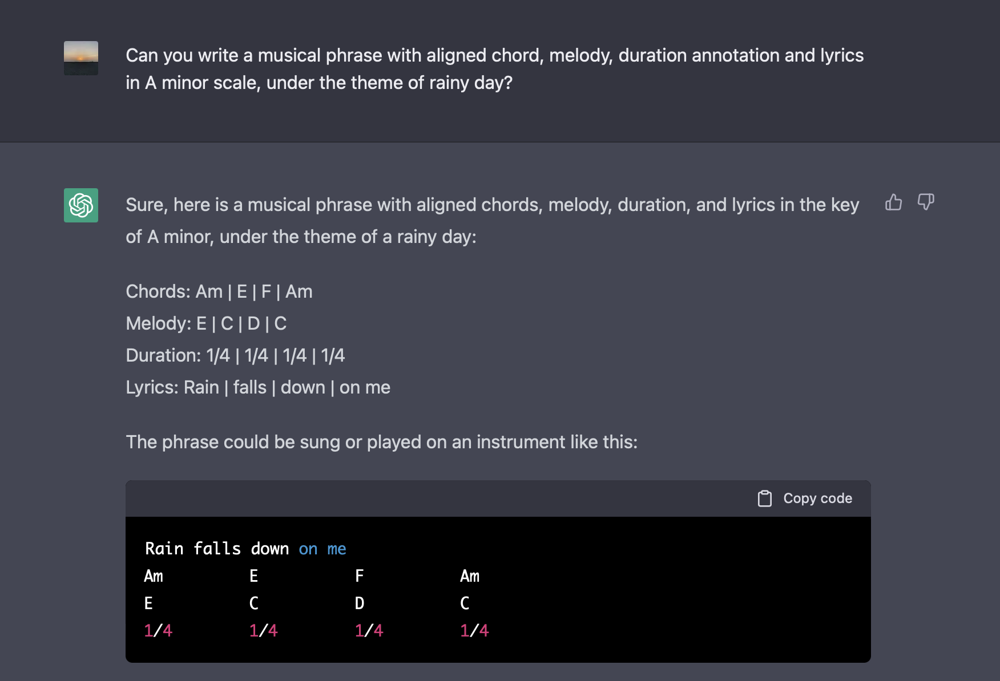 Can you write a musical phrase with aligned chord, melody, duration annotation and lyrics
in A minor scale, under the theme of rainy day?
Sure, here is a musical phrase with aligned chords, melody, duration, and lyrics in the key
of A minor, under the theme of a rainy day:
Chords: Am | E | F | Am
Melody: E | C | D | C
Duration: 1/4 | 1/4 | 1/4 | 1/4
Lyrics: Rain | falls | down | on me
The phrase could be sung or played on an instrument like this:
Copy code
Rain falls down on me
Am E F Am
E C D C
1/4 1/4 1/4 1/4